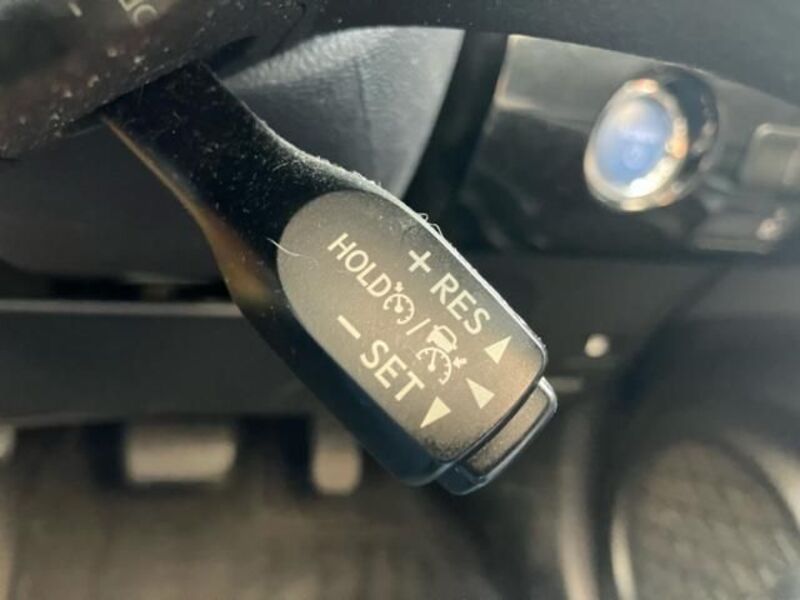 + RES
HOLD /
− SET